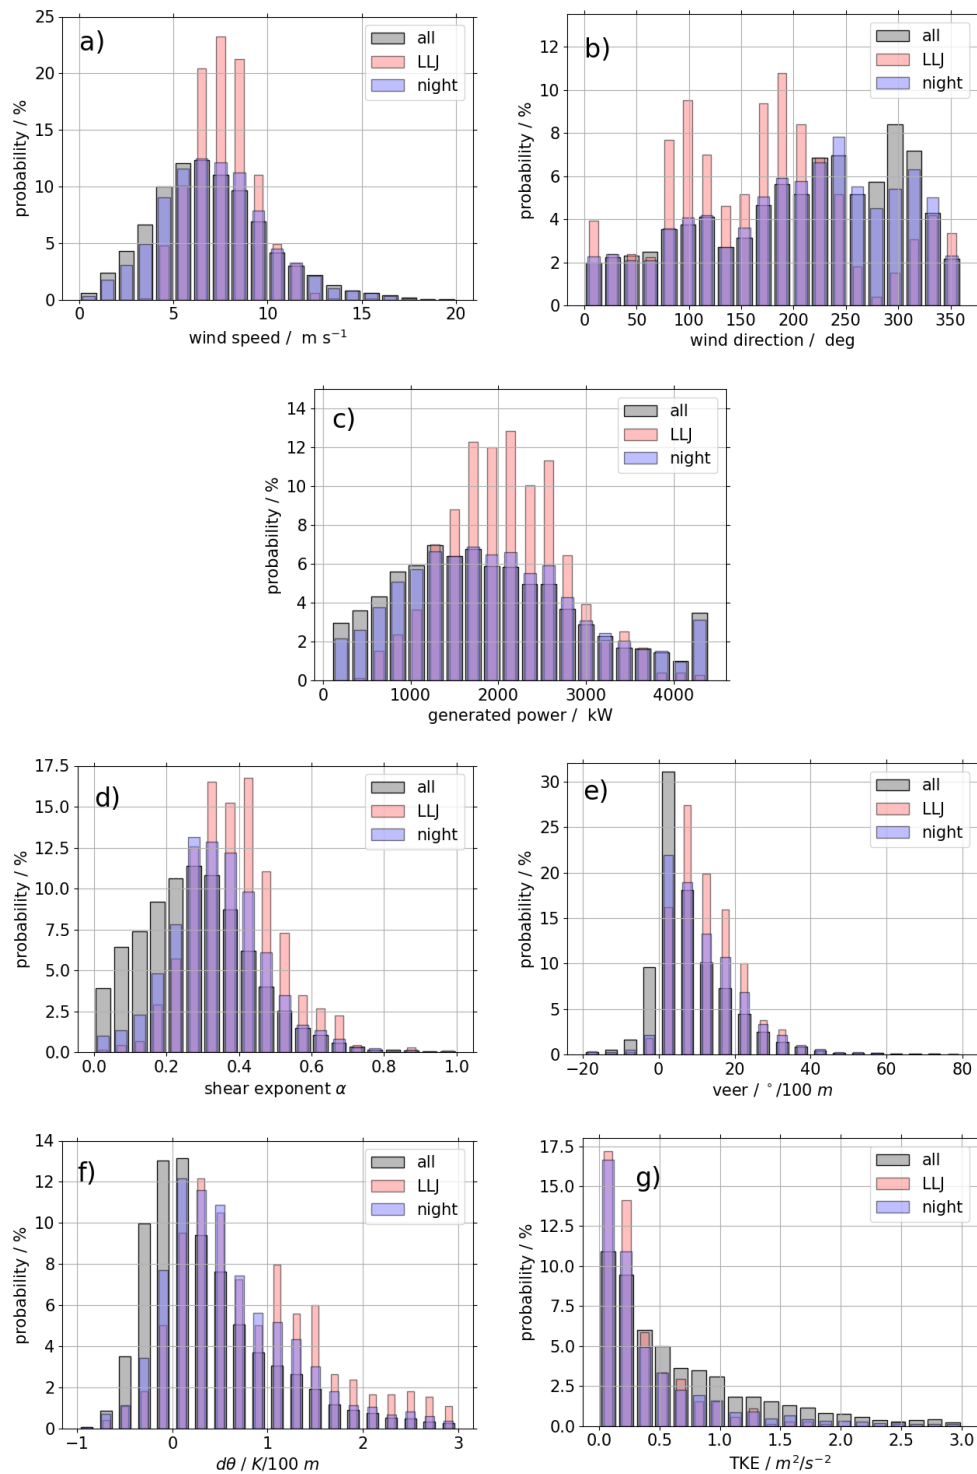 a)
all
LLJ
night
25
20
15
10
5
0
probability / %
0 5 10 15 20
wind speed / m s⁻¹
b)
all
LLJ
night
12
10
8
6
4
2
0
probability / %
0 50 100 150 200 250 300 350
wind direction / deg
c)
all
LLJ
night
14
12
10
8
6
4
2
0
probability / %
0 1000 2000 3000 4000
generated power / kW
d)
all
LLJ
night
17.5
15.0
12.5
10.0
7.5
5.0
2.5
0.0
probability / %
0.0 0.2 0.4 0.6 0.8 1.0
shear exponent α
e)
all
LLJ
night
30
25
20
15
10
5
0
probability / %
−20 0 20 40 60 80
veer / °/100 m
f)
all
LLJ
night
14
12
10
8
6
4
2
0
probability / %
−1 0 1 2 3
dθ / K/100 m
g)
all
LLJ
night
17.5
15.0
12.5
10.0
7.5
5.0
2.5
0.0
probability / %
0.0 0.5 1.0 1.5 2.0 2.5 3.0
TKE / m²/s⁻²